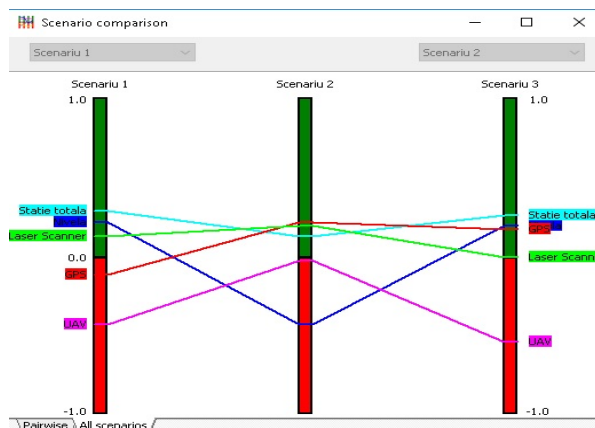 Scenario comparison
Scenariu 1
Scenariu 2
Scenariu 1
Scenariu 2
Scenariu 3
1.0
1.0
Statie totala
Laser Scanner
0.0
GPS
UAV
-1.0
Statie totala
GPS
Laser Scann
UAV
-1.0
Pairwise
All scenarios